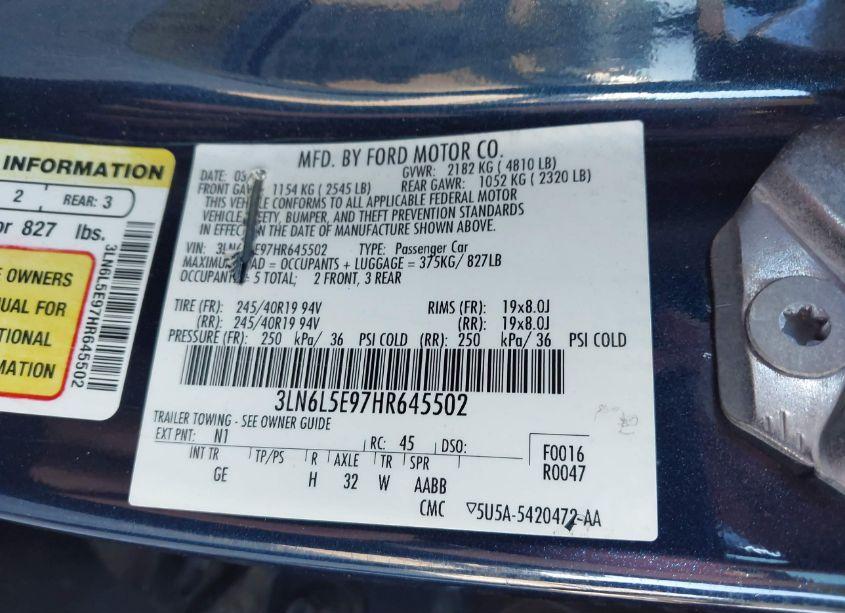 INFORMATION
2
REAR: 3
or 827 lbs.
E OWNERS
NUAL FOR
TIONAL
RMATION
3LN6L5E97HR645502
MFD. BY FORD MOTOR CO.
DATE: 03
GVWR: 2182 KG ( 4810 LB)
FRONT GAWR: 1154 KG ( 2545 LB)
REAR GAWR: 1052 KG ( 2320 LB)
THIS VEHICLE CONFORMS TO ALL APPLICABLE FEDERAL MOTOR
VEHICLE SAFETY, BUMPER, AND THEFT PREVENTION STANDARDS
IN EFFECT ON THE DATE OF MANUFACTURE SHOWN ABOVE.
VIN: 3LN6L5E97HR645502 TYPE: Passenger Car
MAXIMUM LOAD = OCCUPANTS + LUGGAGE = 375KG/ 827LB
OCCUPANTS = 5 TOTAL; 2 FRONT, 3 REAR
TIRE (FR): 245/40R19 94V RIMS (FR): 19x8.0J
(RR): 245/40R19 94V (RR): 19x8.0J
PRESSURE (FR): 250 kPa/ 36 PSI COLD (RR): 250 kPa/ 36 PSI COLD
3LN6L5E97HR645502
TRAILER TOWING - SEE OWNER GUIDE
EXT PNT: N1 RC: 45 DSO:
F0016
R0047
INT TR TP/PS R AXLE TR SPR
GE H 32 W AABB
CMC 5U5A-5420472-AA